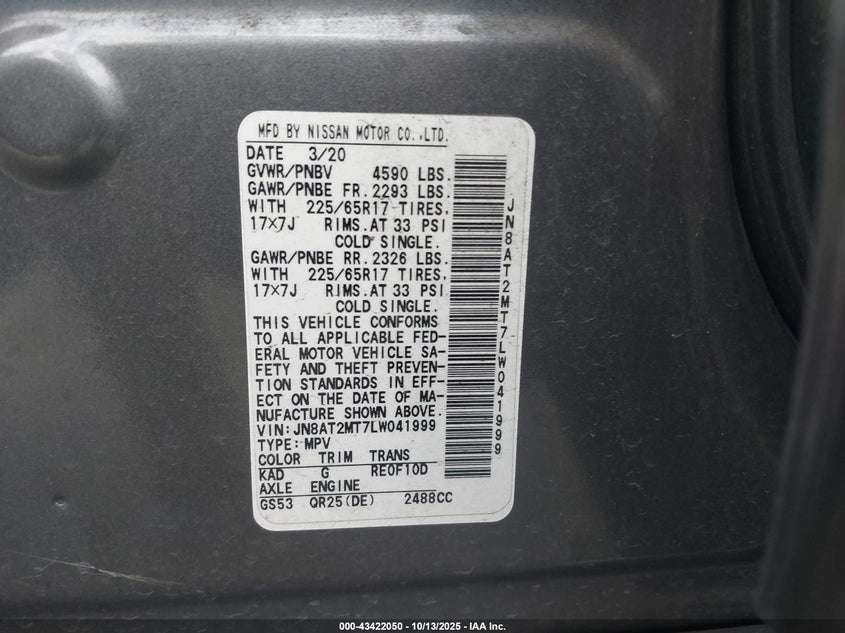 MFD BY NISSAN MOTOR CO.,LTD.
DATE 3/20
GVWR/PNBV 4590 LBS.
GAWR/PNBE FR.2293 LBS.
WITH 225/65R17 TIRES,
17×7J RIMS.AT 33 PSI
COLD SINGLE.
GAWR/PNBE RR.2326 LBS.
WITH 225/65R17 TIRES,
17×7J RIMS.AT 33 PSI
COLD SINGLE.
THIS VEHICLE CONFORMS
TO ALL APPLICABLE FED-
ERAL MOTOR VEHICLE SA-
FETY AND THEFT PREVEN-
TION STANDARDS IN EFF-
ECT ON THE DATE OF MA-
NUFACTURE SHOWN ABOVE.
VIN:JN8AT2MT7LW041999
TYPE:MPV
COLOR TRIM TRANS
KAD G RE0F10D
AXLE ENGINE
GS53 QR25(DE) 2488CC
JN8AT2MT7LW041999
000-43422050 - 10/13/2025 - IAA Inc.